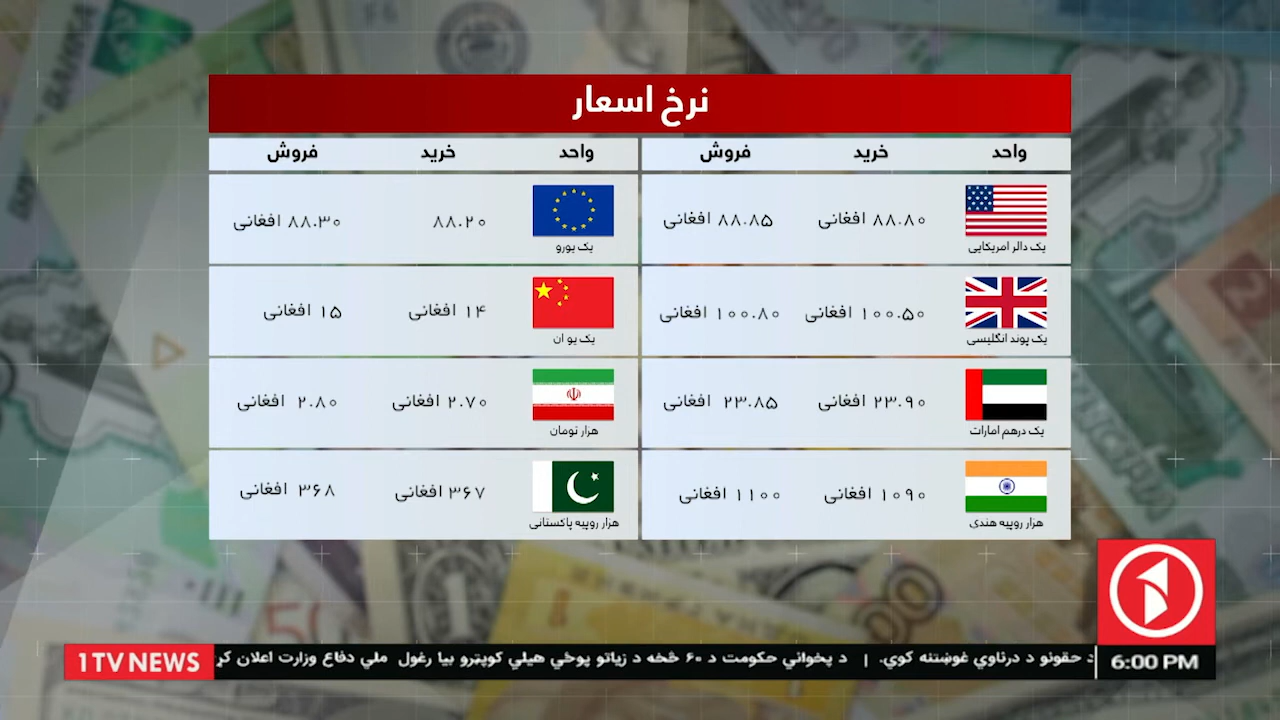 نرخ اسعار
واحد خرید فروش
واحد خرید فروش
۸۸.۸۰ افغانی ۸۸.۸۵ افغانی
یک دالر امریکایی
۸۸.۲۰ ۸۸.۳۰ افغانی
یک یورو
۱۰۰.۵۰ افغانی ۱۰۰.۸۰ افغانی
یک پوند انگلیسی
۱۴ افغانی ۱۵ افغانی
یک یو ان
۲۳.۹۰ افغانی ۲۳.۸۵ افغانی
یک درهم امارات
۲.۷۰ افغانی ۲.۸۰ افغانی
هزار تومان
۱۰۹۰ افغانی ۱۱۰۰ افغانی
هزار روپیه هندي
۳۶۷ افغانی ۳۶۸ افغانی
هزار روپیه پاکستانی
1TV NEWS
د حقونو د درناوي غوښتنه کوي. | د پخواني حکومت د ۶۰ څخه د زیاتو پوځي هیلي کوپټرو بیا رغول ملي دفاع وزارت اعلان کړ
6:00 PM